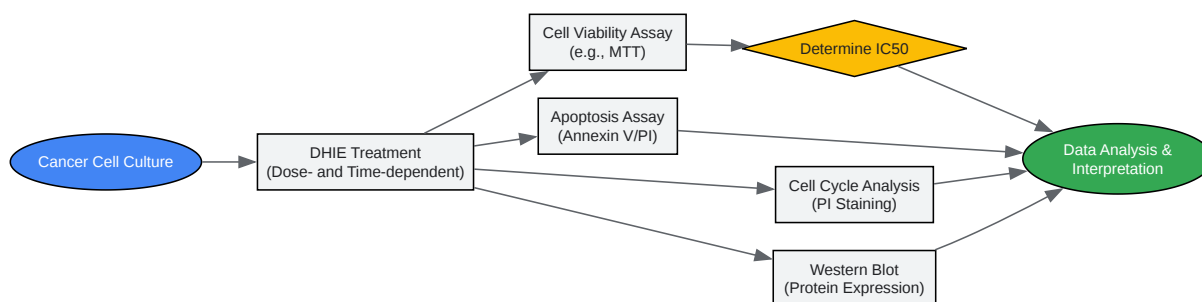 Cancer Cell Culture
DHIE Treatment
(Dose- and Time-dependent)
Cell Viability Assay
(e.g., MTT)
Determine IC50
Apoptosis Assay
(Annexin V/PI)
Cell Cycle Analysis
(PI Staining)
Western Blot
(Protein Expression)
Data Analysis &
Interpretation